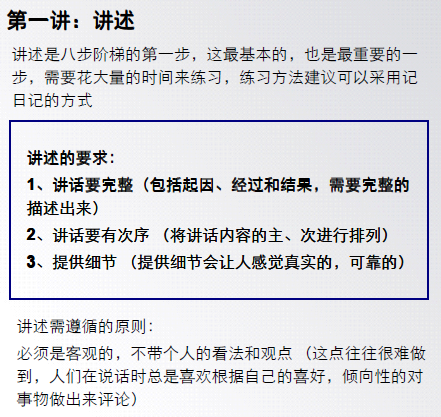 第一讲：讲述
讲述是八步阶梯的第一步，这最基本的，也是最重要的一
步，需要花大量的时间来练习，练习方法建议可以采用记
日记的方式
讲述的要求：
1、讲话要完整（包括起因、经过和结果，需要完整的
描述出来）
2、讲话要有次序 （将讲话内容的主、次进行排列）
3、提供细节 （提供细节会让人感觉真实的，可靠的）
讲述需遵循的原则：
必须是客观的，不带个人的看法和观点 （这点往往很难做
到，人们在说话时总是喜欢根据自己的喜好，倾向性的对
事物做出来评论）